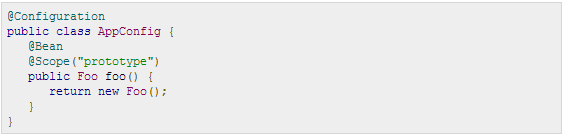 @Configuration
public class AppConfig {
   @Bean
   @Scope("prototype")
   public Foo foo() {
      return new Foo();
   }
}